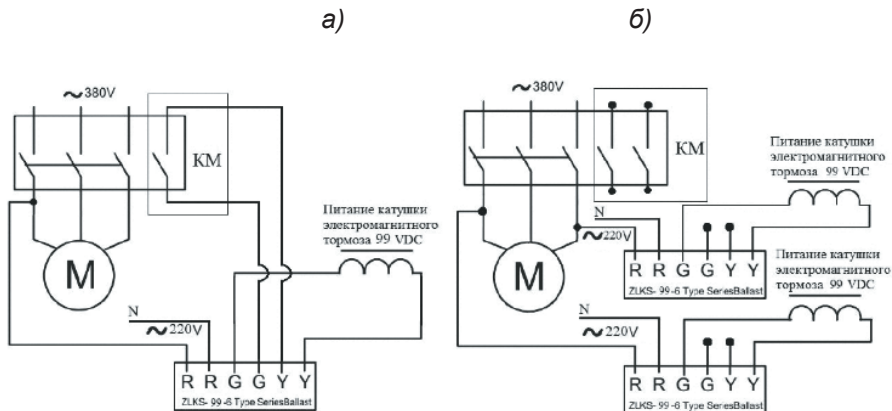 а)
б)
~380V
КМ
Питание катушки
электромагнитного
тормоза 99 VDC
М
N
~220V
R R G G Y Y
ZLKS- 99 -6 Type SeriesBallast
~380V
КМ
Питание катушки
электромагнитного
тормоза 99 VDC
N
~220V
М
R R G G Y Y
ZLKS- 99 -6 Type SeriesBallast
Питание катушки
электромагнитного
тормоза 99 VDC
N
~220V
R R G G Y Y
ZLKS- 99 -6 Type SeriesBallast